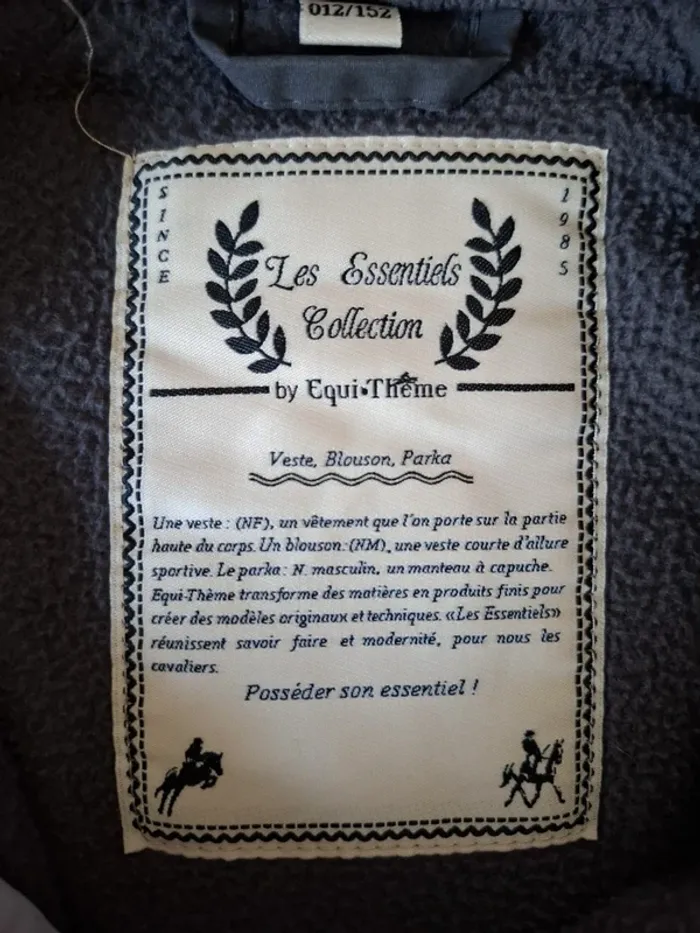 012/152
SINCE
1985
Les Essentiels
Collection
by Equi•Thème
Veste, Blouson, Parka
Une veste : (NF), un vêtement que l'on porte sur la partie
haute du corps. Un blouson:(NM), une veste courte d'allure
sportive. Le parka: N. masculin, un manteau à capuche.
Equi-Thème transforme des matières en produits finis pour
créer des modèles originaux et techniques. «Les Essentiels»
réunissent savoir faire et modernité, pour nous les
cavaliers.
Posséder son essentiel !